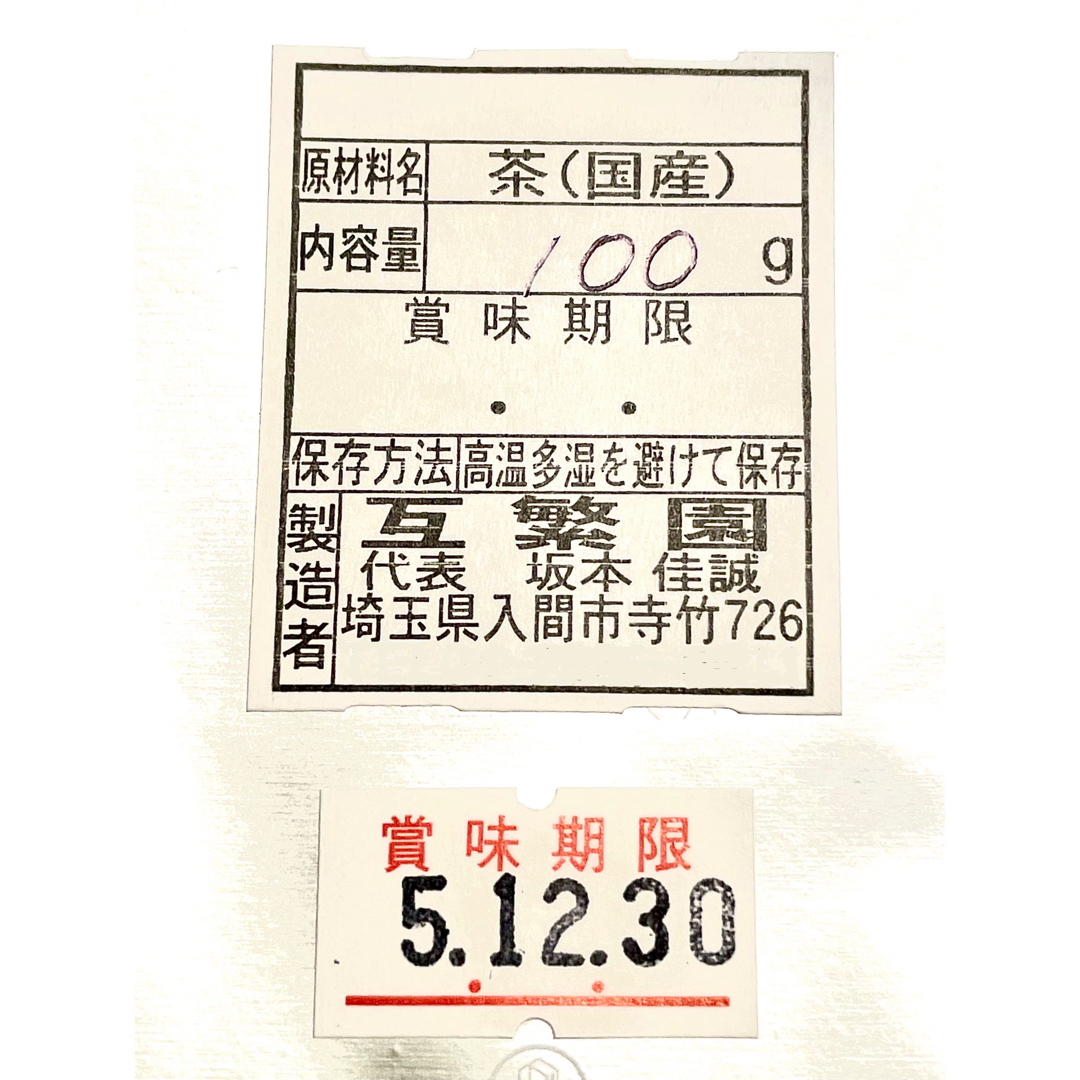 原材料名 茶(国産)
内容量 100 g
賞味期限
. .
保存方法 高温多湿を避けて保存
製造者 互繁園
代表 坂本 佳誠
埼玉県入間市寺竹726
賞味期限
5.12.30